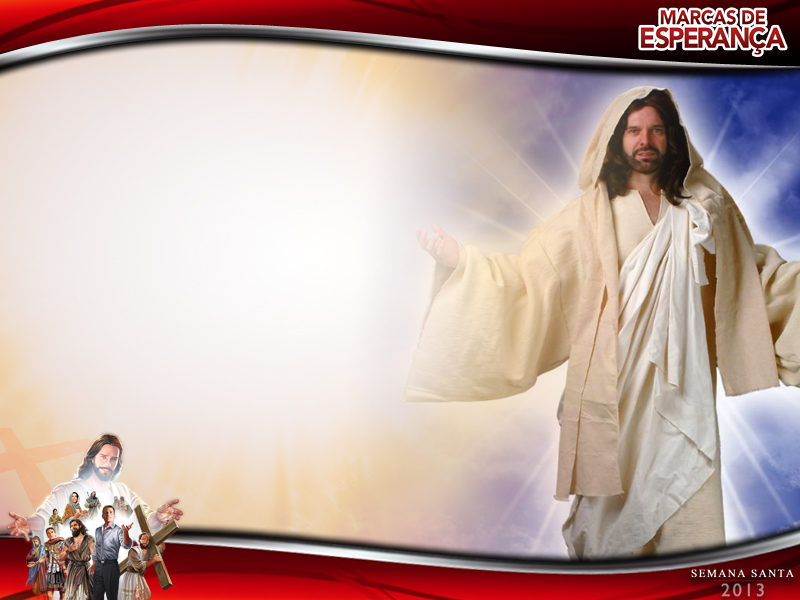 MARCAS DE
ESPERANÇA
SEMANA SANTA
2013